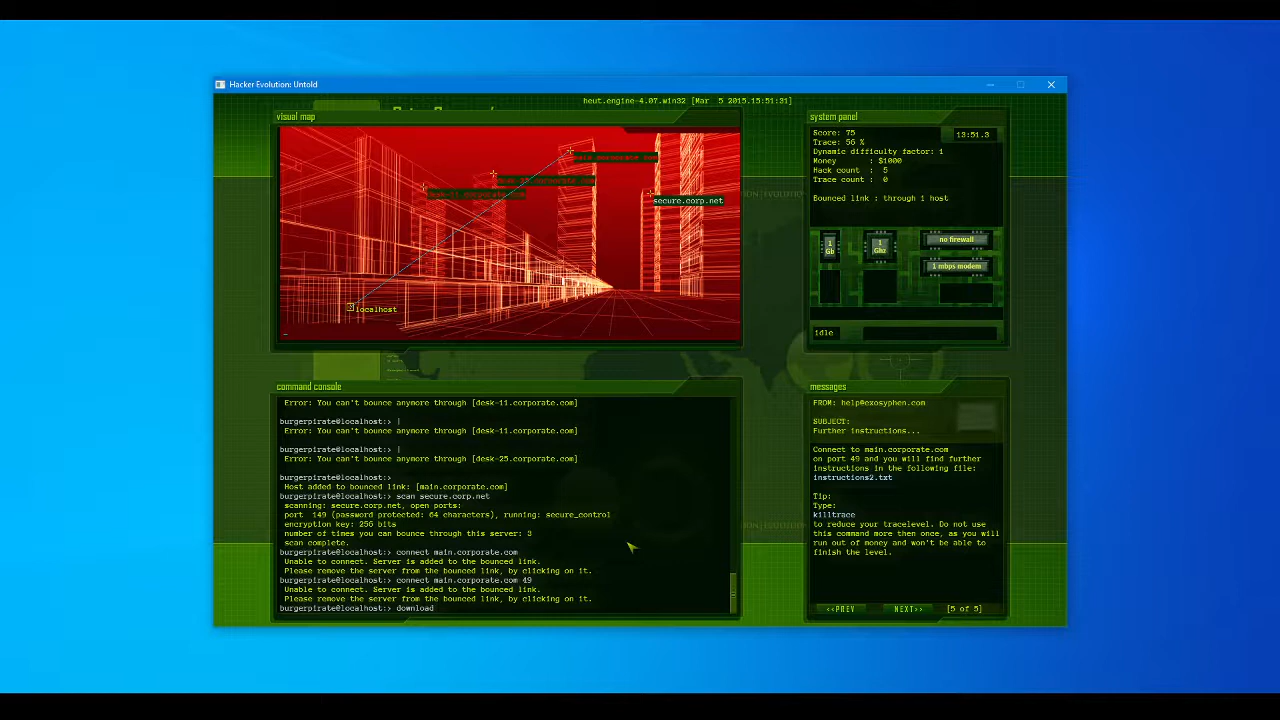 Hacker Evolution: Untold
heut.engine-4.07.win32 [Mar 5 2015.15:51:31]
visual map
desk-11.corporate.com
secure.corp.net
localhost
system panel
13:51.3
Score: 75
Trace: 56 %
Dynamic difficulty factor: 1
Money : $1000
Hack count : 5
Trace count : 0
Bounced link : through 1 host
1 Gb
1 Ghz
no firewall
1 mbps modem
idle
command console
Error: You can't bounce anymore through [desk-11.corporate.com]
burgerpirate@localhost:> |
Error: You can't bounce anymore through [desk-11.corporate.com]
burgerpirate@localhost:> |
Error: You can't bounce anymore through [desk-25.corporate.com]
burgerpirate@localhost:>
Host added to bounced link: [main.corporate.com]
burgerpirate@localhost:> scan secure.corp.net
scanning: secure.corp.net, open ports:
port 149 (password protected: 64 characters), running: secure_control
encryption key: 256 bits
number of times you can bounce through this server: 3
scan complete.
burgerpirate@localhost:> connect main.corporate.com
Unable to connect. Server is added to the bounced link.
Please remove the server from the bounced link, by clicking on it.
burgerpirate@localhost:> connect main.corporate.com 49
Unable to connect. Server is added to the bounced link.
Please remove the server from the bounced link, by clicking on it.
burgerpirate@localhost:> download
messages
FROM: help@exosyphen.com
SUBJECT:
Further instructions...
Connect to main.corporate.com
on port 49 and you will find further
instructions in the following file:
instructions2.txt
Tip:
Type:
killtrace
to reduce your tracelevel. Do not use
this command more then once, as you will
run out of money and won't be able to
finish the level.
<<PREV
NEXT>>
[5 of 5]